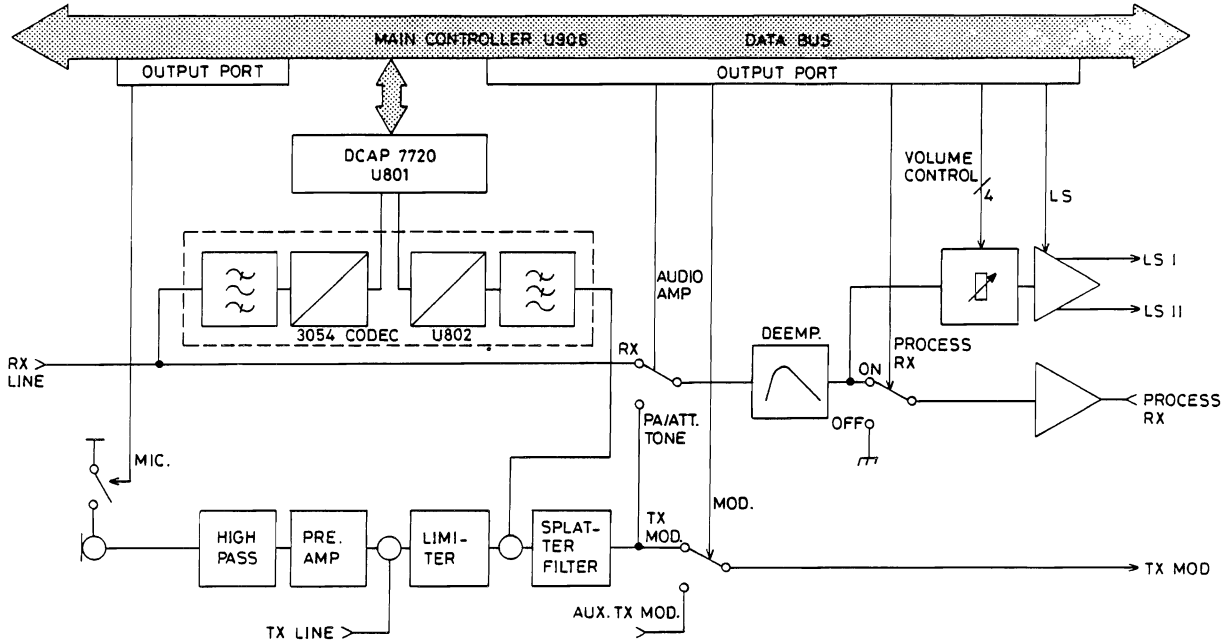 MAIN CONTROLLER U906 DATA BUS
OUTPUT PORT
OUTPUT PORT
DCAP 7720
U801
VOLUME
CONTROL
4
LS
AUDIO
AMP
LS I
LS II
3054 CODEC U802
DEEMP.
PROCESS
RX
RX
LINE
RX
ON
PROCESS
RX
OFF
PA/ATT.
TONE
MIC.
MOD.
HIGH
PASS
PRE.
AMP
LIMI-
TER
SPLAT-
TER
FILTER
TX
MOD.
TX MOD
AUX. TX MOD.
TX LINE